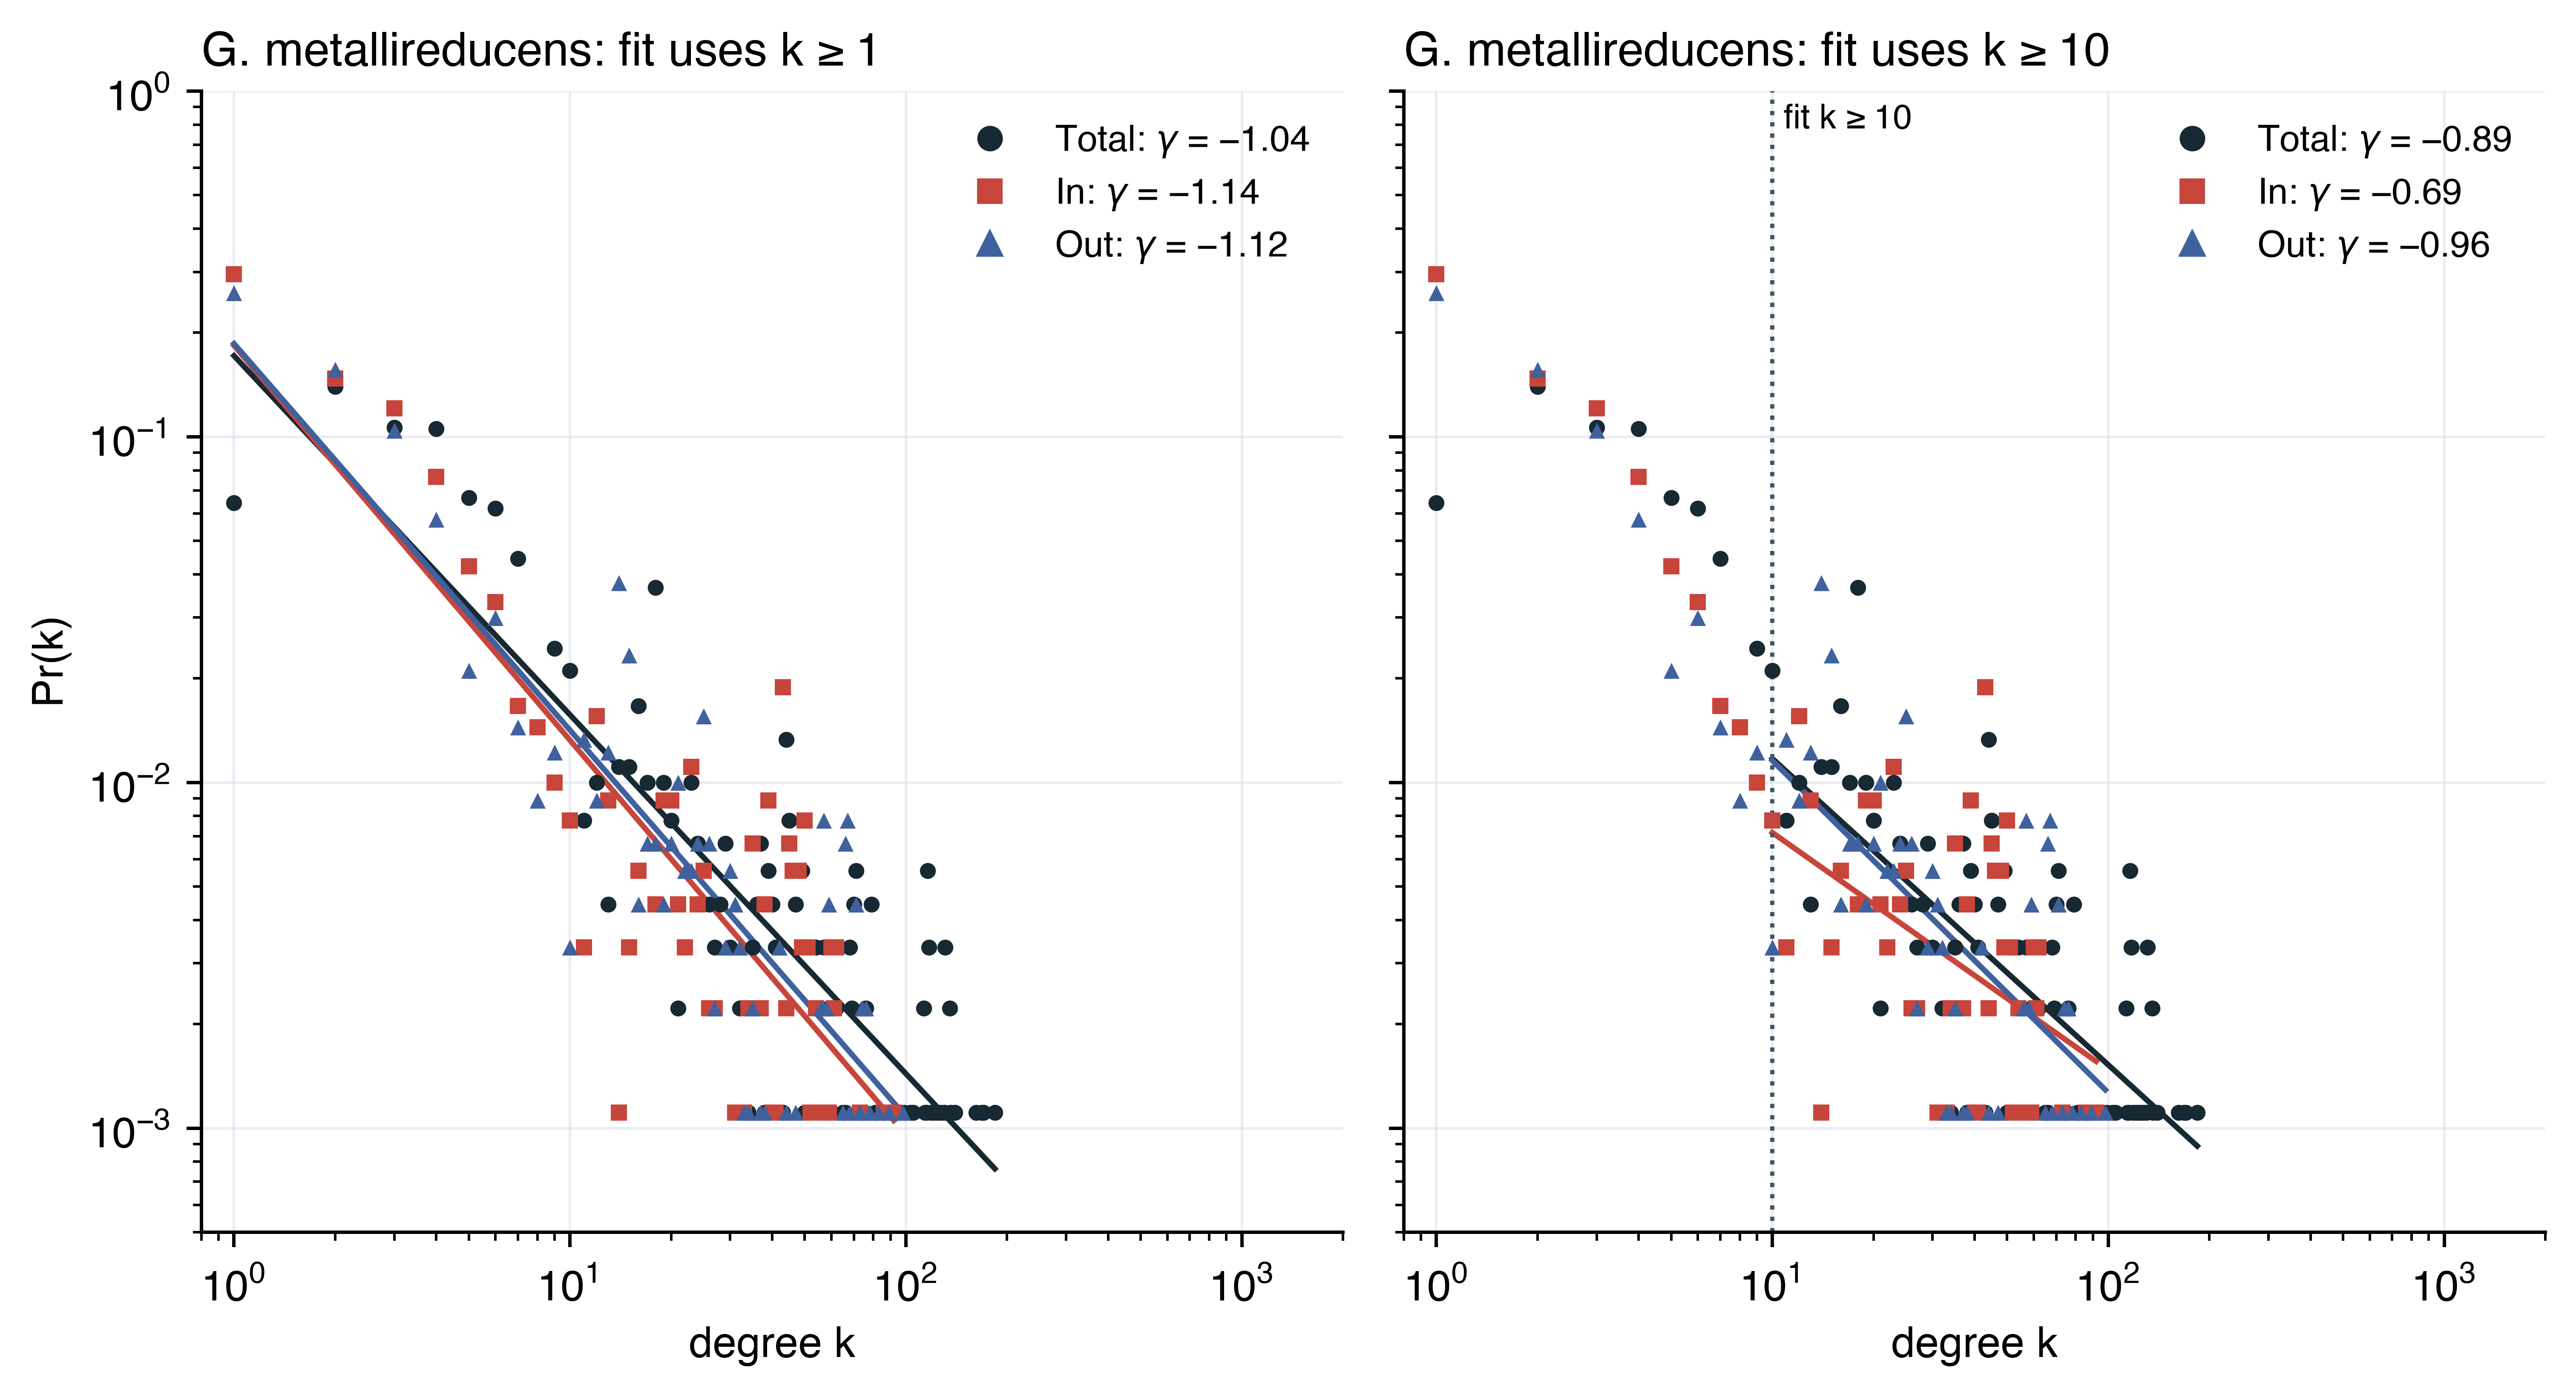 G. metallireducens: fit uses k ≥ 1
Total: γ = −1.04
In: γ = −1.14
Out: γ = −1.12
10⁰
10⁻¹
10⁻²
10⁻³
Pr(k)
10⁰ 10¹ 10² 10³
degree k
G. metallireducens: fit uses k ≥ 10
fit k ≥ 10
Total: γ = −0.89
In: γ = −0.69
Out: γ = −0.96
10⁰ 10¹ 10² 10³
degree k